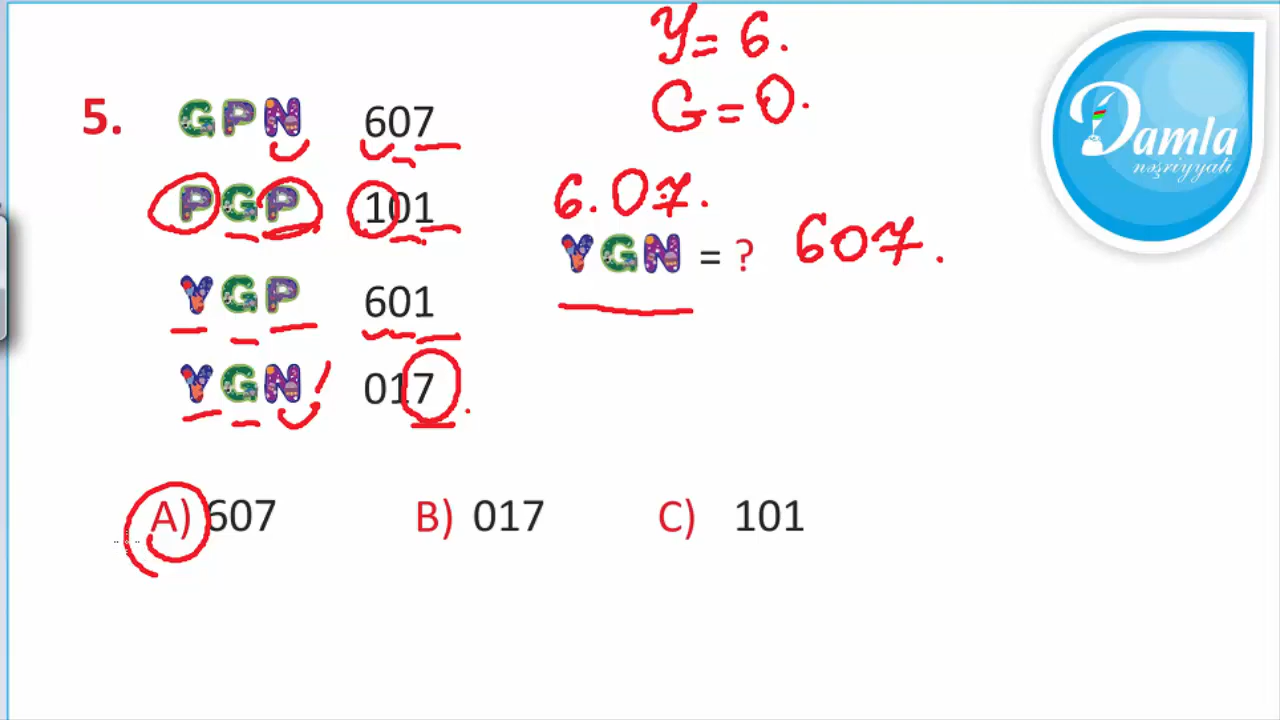 Y = 6.
G = 0.
5. GPN 607
PGP 101
YGP 601
YGN! 017.
6.07.
YGN = ? 607.
A) 607 B) 017 C) 101
Damla
nəşriyyatı